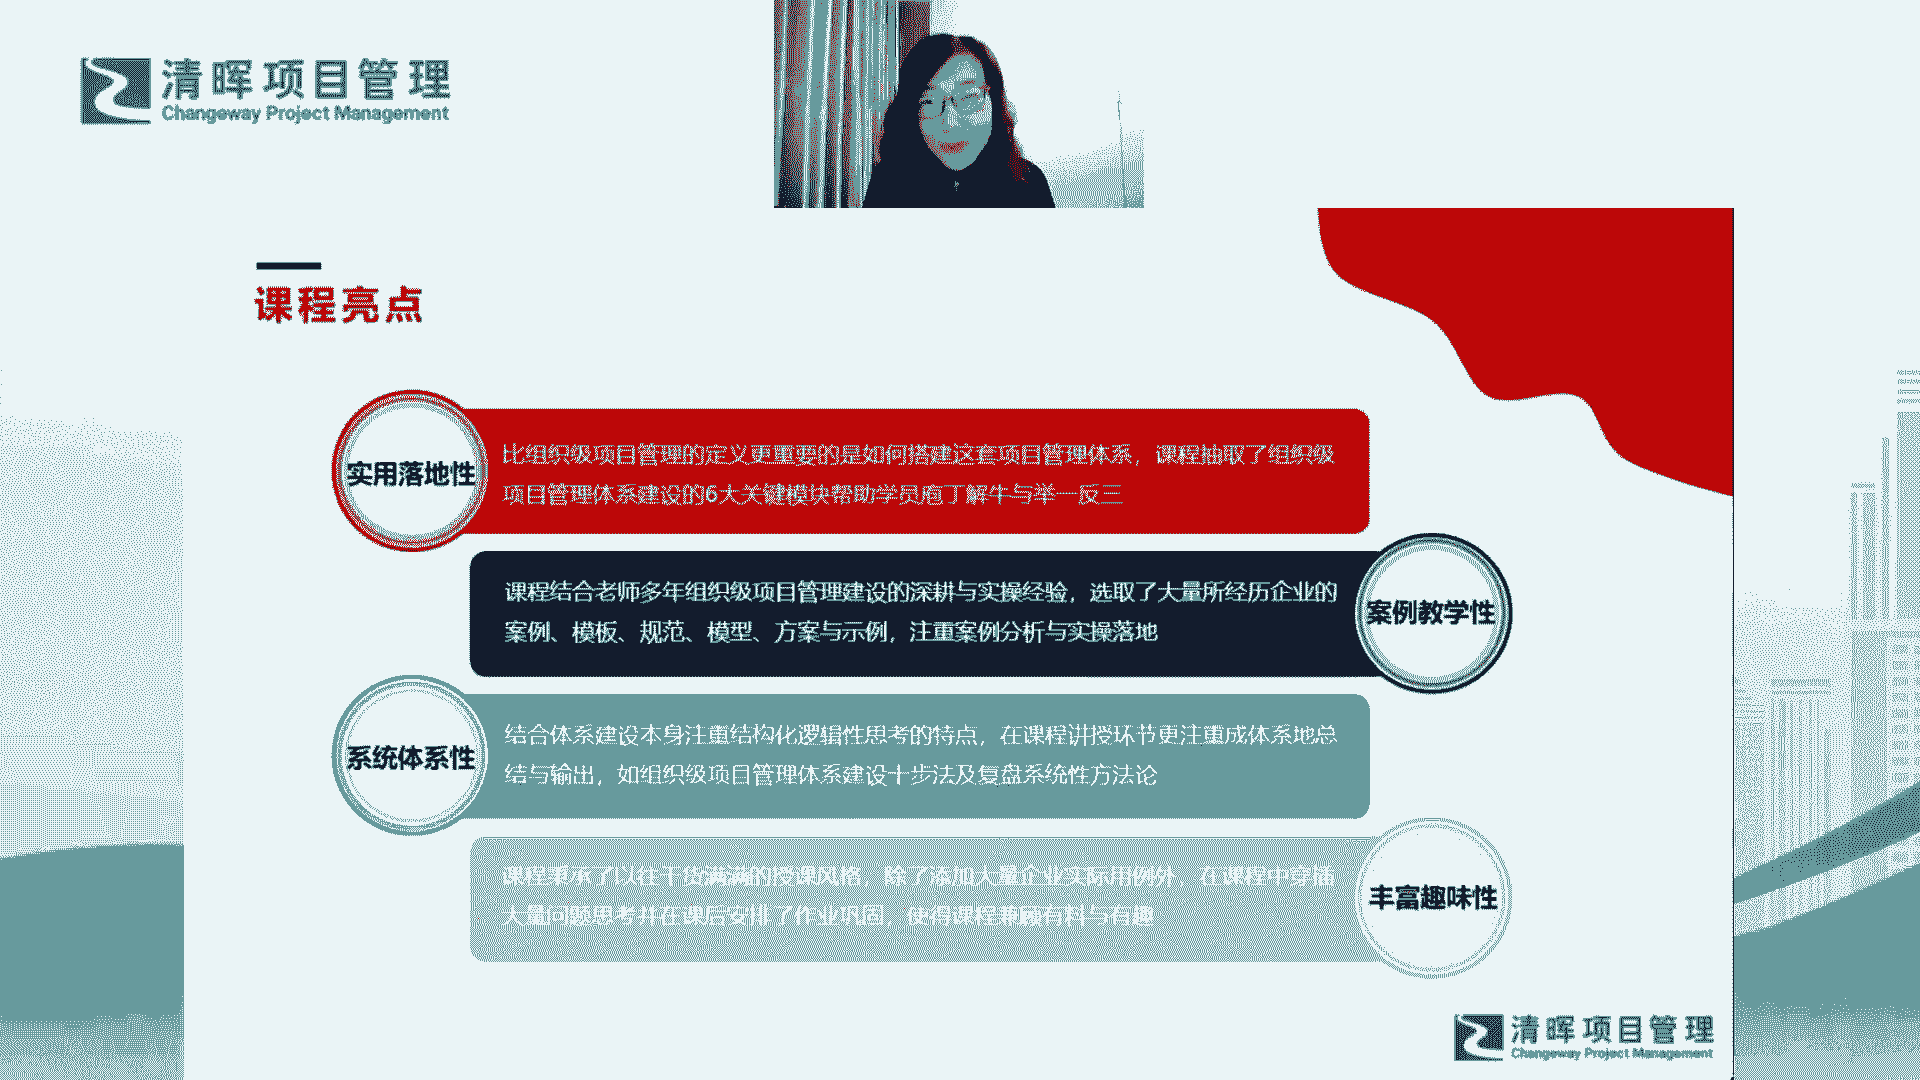 清晖项目管理
Changeway Project Management
课程亮点
实用落地性
比组织级项目管理的定义更重要的是如何搭建这套项目管理体系，课程抽取了组织级
项目管理体系建设的6大关键模块帮助学员庖丁解牛与举一反三
课程结合老师多年组织级项目管理建设的深耕与实操经验，选取了大量所经历企业的
案例、模板、规范、模型、方案与示例，注重案例分析与实操落地
案例教学性
系统体系性
结合体系建设本身注重结构化逻辑性思考的特点，在课程讲授环节更注重成体系地总
结与输出，如组织级项目管理体系建设十步法及复盘系统性方法论
课程秉承了以往干货满满的授课风格，除了添加大量企业实际用例外，在课程中穿插
大量问题思考并在课后安排了作业巩固，使得课程兼顾有料与有趣
丰富趣味性
清晖项目管理
Changeway Project Management